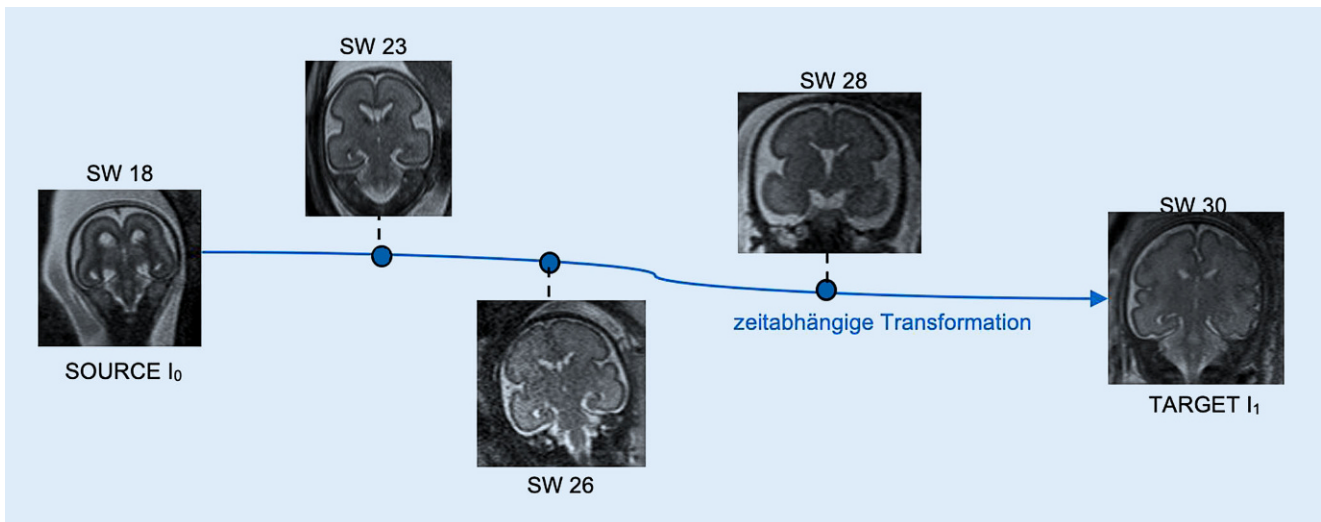 SW 23
SW 28
SW 18
SW 30
zeitabhängige Transformation
SOURCE I₀
TARGET I₁
SW 26